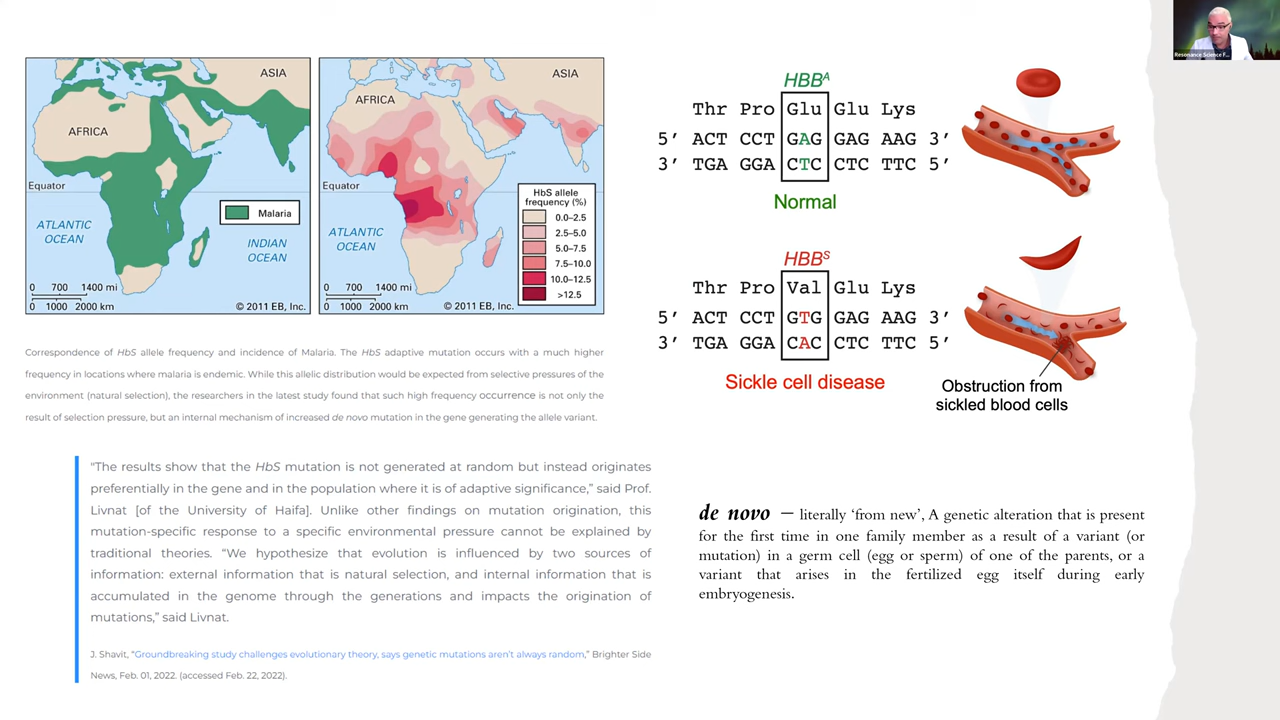 ASIA
AFRICA
Equator
ATLANTIC
OCEAN
Malaria
INDIAN
OCEAN
0 700 1400 mi
0 1000 2000 km
© 2011 EB, Inc.
ASIA
AFRICA
Equator
ATLANTIC
OCEAN
HbS allele
frequency (%)
0.0–2.5
2.5–5.0
5.0–7.5
7.5–10.0
10.0–12.5
>12.5
0 700 1400 mi
0 1000 2000 km
© 2011 EB, Inc.
Correspondence of HbS allele frequency and incidence of Malaria. The HbS adaptive mutation occurs with a much higher
frequency in locations where malaria is endemic. While this allelic distribution would be expected from selective pressures of the
environment (natural selection), the researchers in the latest study found that such high frequency occurrence is not only the
result of selection pressure, but an internal mechanism of increased de novo mutation in the gene generating the allele variant.
"The results show that the HbS mutation is not generated at random but instead originates
preferentially in the gene and in the population where it is of adaptive significance,” said Prof.
Livnat [of the University of Haifa]. Unlike other findings on mutation origination, this
mutation-specific response to a specific environmental pressure cannot be explained by
traditional theories. “We hypothesize that evolution is influenced by two sources of
information: external information that is natural selection, and internal information that is
accumulated in the genome through the generations and impacts the origination of
mutations,” said Livnat.
J. Shavit, “Groundbreaking study challenges evolutionary theory, says genetic mutations aren’t always random,” Brighter Side
News, Feb. 01, 2022. (accessed Feb. 22, 2022).
HBBᴬ
Thr Pro Glu Glu Lys
5’ ACT CCT GAG GAG AAG 3’
3’ TGA GGA CTC CTC TTC 5’
Normal
HBBˢ
Thr Pro Val Glu Lys
5’ ACT CCT GTG GAG AAG 3’
3’ TGA GGA CAC CTC TTC 5’
Sickle cell disease
Obstruction from
sickled blood cells
de novo — literally ‘from new’, A genetic alteration that is present
for the first time in one family member as a result of a variant (or
mutation) in a germ cell (egg or sperm) of one of the parents, or a
variant that arises in the fertilized egg itself during early
embryogenesis.
Resonance Science F...